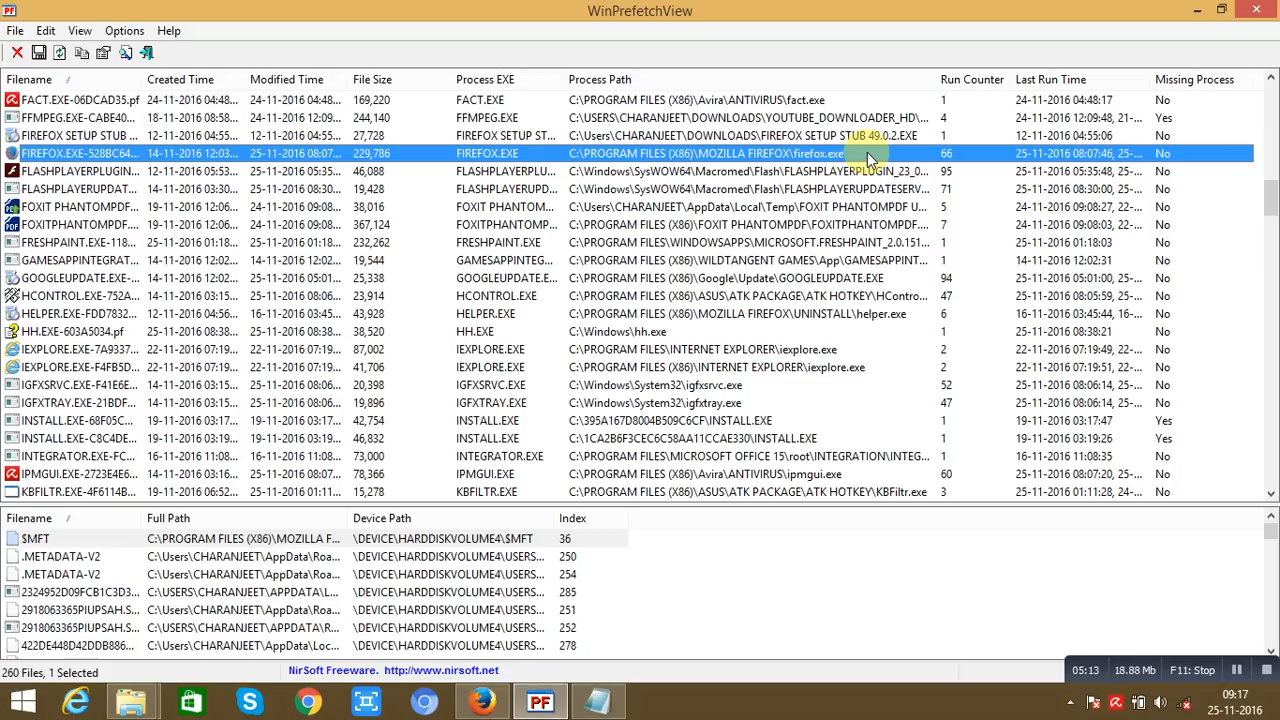 WinPrefetchView
File Edit View Options Help
Filename / Created Time Modified Time File Size Process EXE Process Path Run Counter Last Run Time Missing Process
FACT.EXE-06DCAD35.pf 24-11-2016 04:48... 24-11-2016 04:48... 169,220 FACT.EXE C:\PROGRAM FILES (X86)\Avira\ANTIVIRUS\fact.exe 1 24-11-2016 04:48:17 No
FFMPEG.EXE-CABE40... 18-11-2016 08:58... 24-11-2016 12:09... 244,140 FFMPEG.EXE C:\Users\CHARANJEET\DOWNLOADS\YOUTUBE_DOWNLOADER_HD\... 4 24-11-2016 12:09:48, 21-... Yes
FIREFOX SETUP STUB ... 12-11-2016 04:55... 12-11-2016 04:55... 27,728 FIREFOX SETUP ST... C:\Users\CHARANJEET\DOWNLOADS\FIREFOX SETUP STUB 49.0.2.EXE 1 12-11-2016 04:55:06 No
FIREFOX.EXE-528BC64... 14-11-2016 12:03... 25-11-2016 08:07... 229,786 FIREFOX.EXE C:\PROGRAM FILES (X86)\MOZILLA FIREFOX\firefox.exe 66 25-11-2016 08:07:46, 25-... No
FLASHPLAYERPLUGIN... 12-11-2016 05:53... 25-11-2016 05:35... 46,088 FLASHPLAYERPLU... C:\Windows\SysWOW64\Macromed\Flash\FLASHPLAYERPLUGIN_23_0... 95 25-11-2016 05:35:48, 25-... No
FLASHPLAYERUPDATE... 12-11-2016 05:53... 25-11-2016 08:30... 19,428 FLASHPLAYERUPD... C:\Windows\SysWOW64\Macromed\Flash\FLASHPLAYERUPDATESERV... 71 25-11-2016 08:30:00, 25-... No
FOXIT PHANTOMPDF ... 14-11-2016 12:02... 24-11-2016 09:08... 38,016 FOXIT PHANTOM... C:\Users\CHARANJEET\AppData\Local\Temp\FOXIT PHANTOMPDF U... 5 24-11-2016 09:08:03, 22-... No
FOXITPHANTOMPDF.... 14-11-2016 12:02... 24-11-2016 09:07... 367,124 FOXITPHANTOMP... C:\PROGRAM FILES (X86)\FOXIT PHANTOMPDF\FOXITPHANTOMPDF.... 7 24-11-2016 09:07:53, 22-... No
FRESHPAINT.EXE-118... 25-11-2016 01:18... 25-11-2016 01:18... 232,262 FRESHPAINT.EXE C:\PROGRAM FILES\WINDOWSAPPS\MICROSOFT.FRESHPAINT_2.0.151... 1 25-11-2016 01:18:03 No
GAMESAPPINTEGRAT... 14-11-2016 12:02... 14-11-2016 12:02... 19,544 GAMESAPPINTEG... C:\PROGRAM FILES (X86)\WILDTANGENT GAMES\App\GAMESAPPINT... 1 14-11-2016 12:02:31 No
GOOGLEUPDATE.EXE-... 14-11-2016 12:02... 25-11-2016 05:01... 25,338 GOOGLEUPDATE.E... C:\PROGRAM FILES (X86)\Google\Update\GOOGLEUPDATE.EXE 94 25-11-2016 05:01:00, 25-... No
HCONTROL.EXE-752A... 14-11-2016 03:15... 25-11-2016 08:06... 23,914 HCONTROL.EXE C:\PROGRAM FILES (X86)\ASUS\ATK PACKAGE\ATK HOTKEY\HContro... 47 25-11-2016 08:05:59, 25-... No
HELPER.EXE-FDD7832... 12-11-2016 04:56... 16-11-2016 03:45... 43,928 HELPER.EXE C:\PROGRAM FILES (X86)\MOZILLA FIREFOX\UNINSTALL\helper.exe 6 16-11-2016 03:45:44, 16-... No
HH.EXE-603A5034.pf 25-11-2016 08:38... 25-11-2016 08:38... 38,520 HH.EXE C:\Windows\hh.exe 1 25-11-2016 08:38:21 No
IEXPLORE.EXE-7A9337... 22-11-2016 07:19... 22-11-2016 07:19... 87,002 IEXPLORE.EXE C:\PROGRAM FILES\INTERNET EXPLORER\iexplore.exe 2 22-11-2016 07:19:49, 22-... No
IEXPLORE.EXE-F4FB5D... 22-11-2016 07:19... 22-11-2016 07:19... 41,706 IEXPLORE.EXE C:\PROGRAM FILES (X86)\INTERNET EXPLORER\iexplore.exe 2 22-11-2016 07:19:51, 22-... No
IGFXSRVC.EXE-F41E6E... 14-11-2016 03:15... 25-11-2016 08:06... 20,398 IGFXSRVC.EXE C:\Windows\System32\igfxsrvc.exe 52 25-11-2016 08:06:14, 25-... No
IGFXTRAY.EXE-21BDF... 14-11-2016 03:15... 25-11-2016 08:06... 19,896 IGFXTRAY.EXE C:\Windows\System32\igfxtray.exe 47 25-11-2016 08:06:14, 25-... No
INSTALL.EXE-68F05C... 19-11-2016 03:17... 19-11-2016 03:17... 42,754 INSTALL.EXE C:\395A167D8004B509CF\INSTALL.EXE 1 19-11-2016 03:17:47 Yes
INSTALL.EXE-C8C4DE... 19-11-2016 03:19... 19-11-2016 03:19... 46,832 INSTALL.EXE C:\1CA2B6F3CEC6C58AA11CCAE330\INSTALL.EXE 1 19-11-2016 03:19:26 Yes
INTEGRATOR.EXE-FC... 16-11-2016 11:08... 16-11-2016 11:08... 73,000 INTEGRATOR.EXE C:\PROGRAM FILES\MICROSOFT OFFICE 15\root\INTEGRATION\INTEG... 1 16-11-2016 11:08:35 No
IPMGUI.EXE-2723E4E6... 14-11-2016 03:16... 25-11-2016 08:07... 78,366 IPMGUI.EXE C:\PROGRAM FILES (X86)\Avira\ANTIVIRUS\ipmgui.exe 60 25-11-2016 08:07:20, 25-... No
KBFILTR.EXE-4F6114B... 19-11-2016 06:52... 25-11-2016 01:11... 15,278 KBFILTR.EXE C:\PROGRAM FILES (X86)\ASUS\ATK PACKAGE\ATK HOTKEY\KBFiltr.exe 3 25-11-2016 01:11:28, 24-... No
Filename / Full Path Device Path Index
$MFT C:\PROGRAM FILES (X86)\MOZILLA F... \DEVICE\HARDDISKVOLUME4\$MFT 36
.METADATA-V2 C:\Users\CHARANJEET\AppData\Roa... \DEVICE\HARDDISKVOLUME4\USERS... 250
.METADATA-V2 C:\Users\CHARANJEET\AppData\Roa... \DEVICE\HARDDISKVOLUME4\USERS... 254
2324952D09FCB1C3D3... C:\USERS\CHARANJEET\APPDATA\L... \DEVICE\HARDDISKVOLUME4\USERS... 285
2918063365PIUPSAH.S... C:\Users\CHARANJEET\AppData\Roa... \DEVICE\HARDDISKVOLUME4\USERS... 251
2918063365PIUPSAH.S... C:\USERS\CHARANJEET\APPDATA\R... \DEVICE\HARDDISKVOLUME4\USERS... 252
422DE448D42DDB886... C:\Users\CHARANJEET\AppData\Loc... \DEVICE\HARDDISKVOLUME4\USERS... 278
260 Files, 1 Selected NirSoft Freeware. http://www.nirsoft.net
05:13 18.88 Mb F11: Stop
PF
09:17
25-11-2016